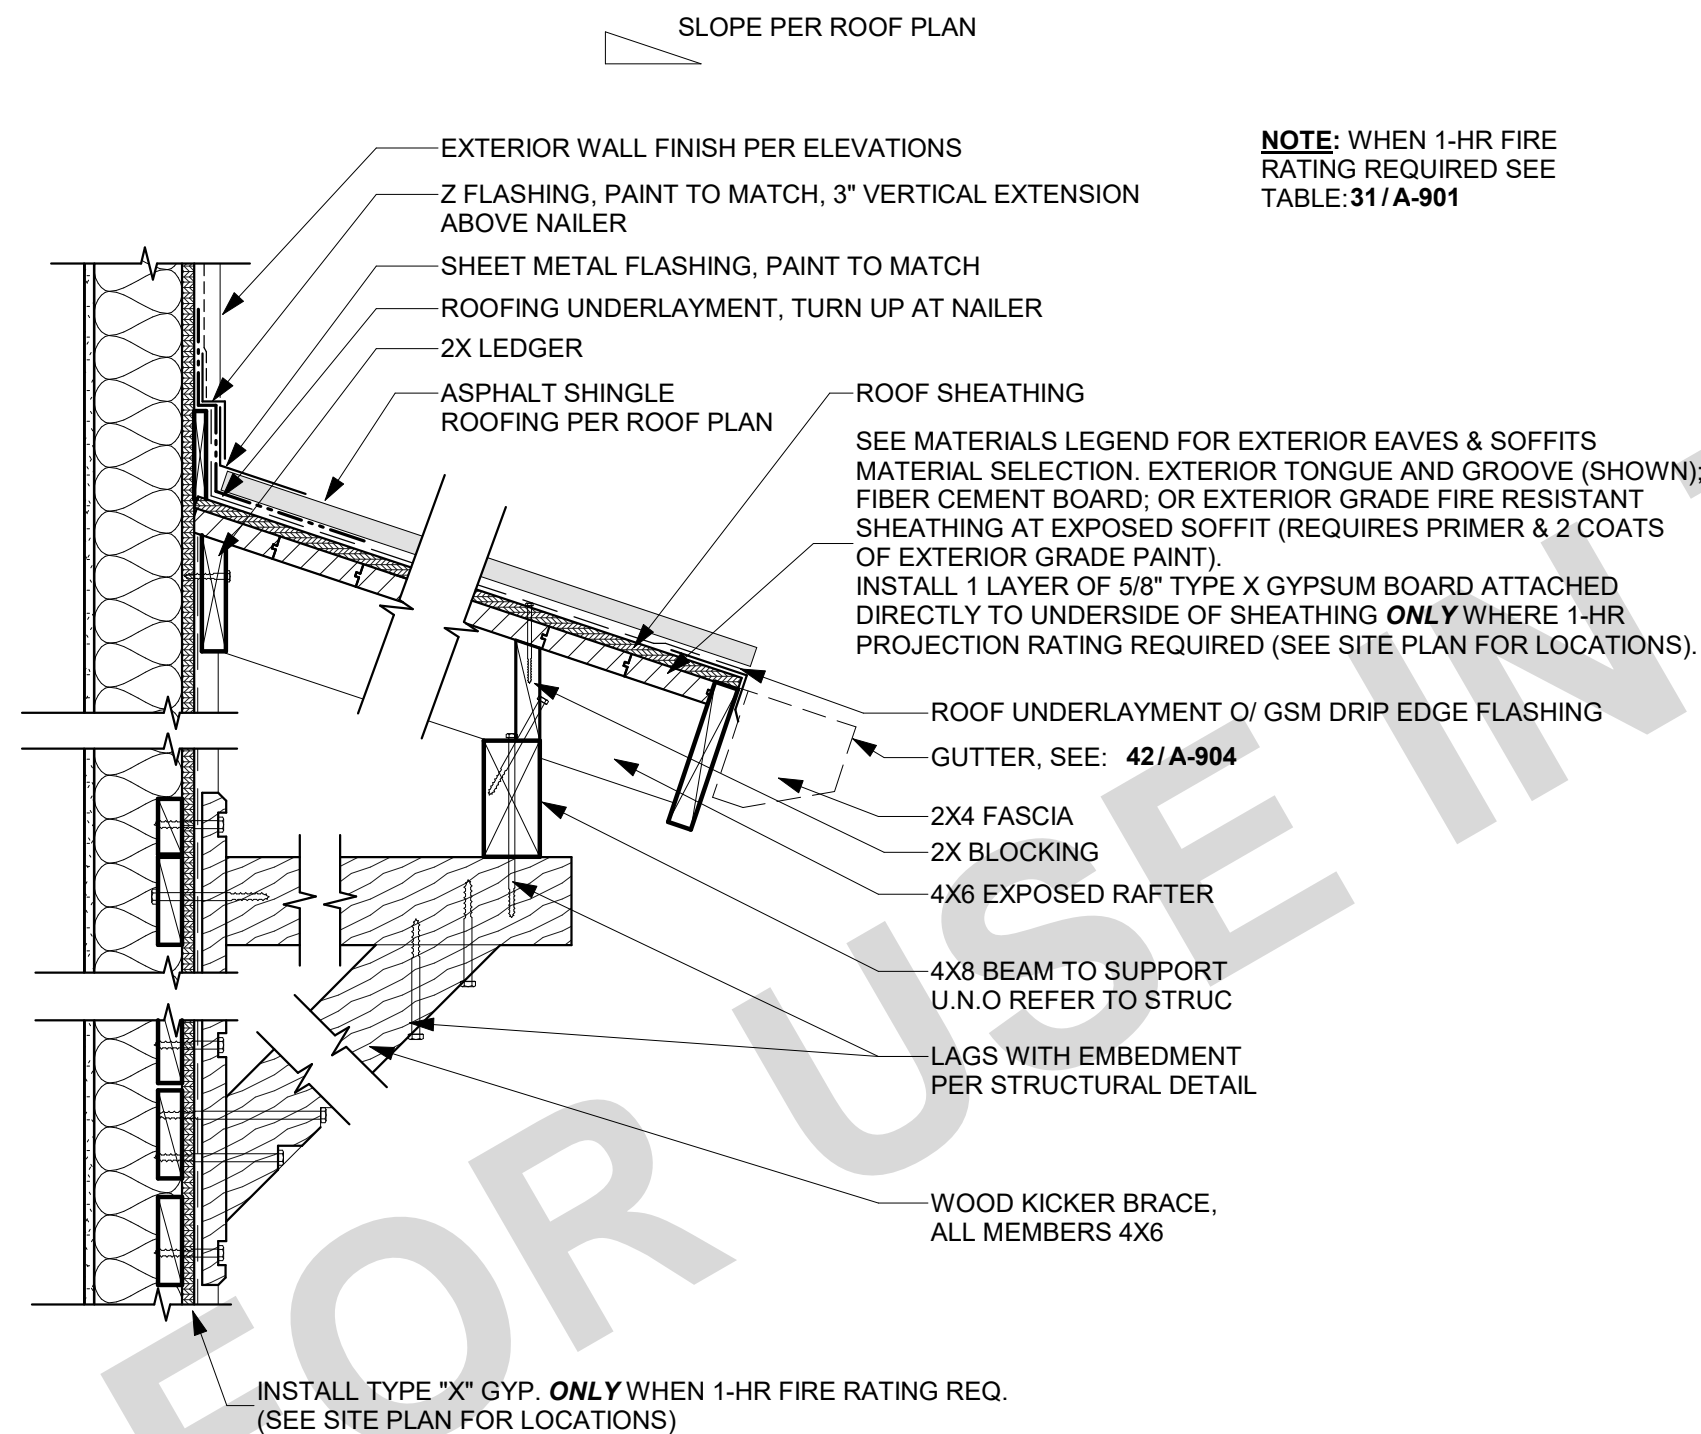 SLOPE PER ROOF PLAN
NOTE: WHEN 1-HR FIRE
RATING REQUIRED SEE
TABLE: 31 / A-901
EXTERIOR WALL FINISH PER ELEVATIONS
Z FLASHING, PAINT TO MATCH, 3" VERTICAL EXTENSION
ABOVE NAILER
SHEET METAL FLASHING, PAINT TO MATCH
ROOFING UNDERLAYMENT, TURN UP AT NAILER
2X LEDGER
ASPHALT SHINGLE
ROOFING PER ROOF PLAN
ROOF SHEATHING
SEE MATERIALS LEGEND FOR EXTERIOR EAVES & SOFFITS
MATERIAL SELECTION. EXTERIOR TONGUE AND GROOVE (SHOWN);
FIBER CEMENT BOARD; OR EXTERIOR GRADE FIRE RESISTANT
SHEATHING AT EXPOSED SOFFIT (REQUIRES PRIMER & 2 COATS
OF EXTERIOR GRADE PAINT).
INSTALL 1 LAYER OF 5/8" TYPE X GYPSUM BOARD ATTACHED
DIRECTLY TO UNDERSIDE OF SHEATHING ONLY WHERE 1-HR
PROJECTION RATING REQUIRED (SEE SITE PLAN FOR LOCATIONS).
ROOF UNDERLAYMENT O/ GSM DRIP EDGE FLASHING
GUTTER, SEE: 42 / A-904
2X4 FASCIA
2X BLOCKING
4X6 EXPOSED RAFTER
4X8 BEAM TO SUPPORT
U.N.O REFER TO STRUC
LAGS WITH EMBEDMENT
PER STRUCTURAL DETAIL
WOOD KICKER BRACE,
ALL MEMBERS 4X6
INSTALL TYPE "X" GYP. ONLY WHEN 1-HR FIRE RATING REQ.
(SEE SITE PLAN FOR LOCATIONS)
FOR USE IN